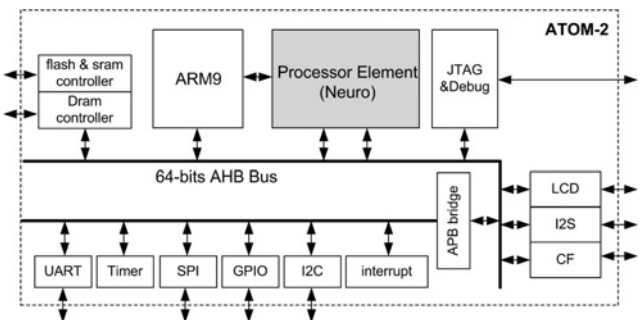 ATOM-2
flash & sram
controller
Dram
controller
ARM9
Processor Element
(Neuro)
JTAG
&Debug
64-bits AHB Bus
APB bridge
LCD
I2S
CF
UART
Timer
SPI
GPIO
I2C
interrupt